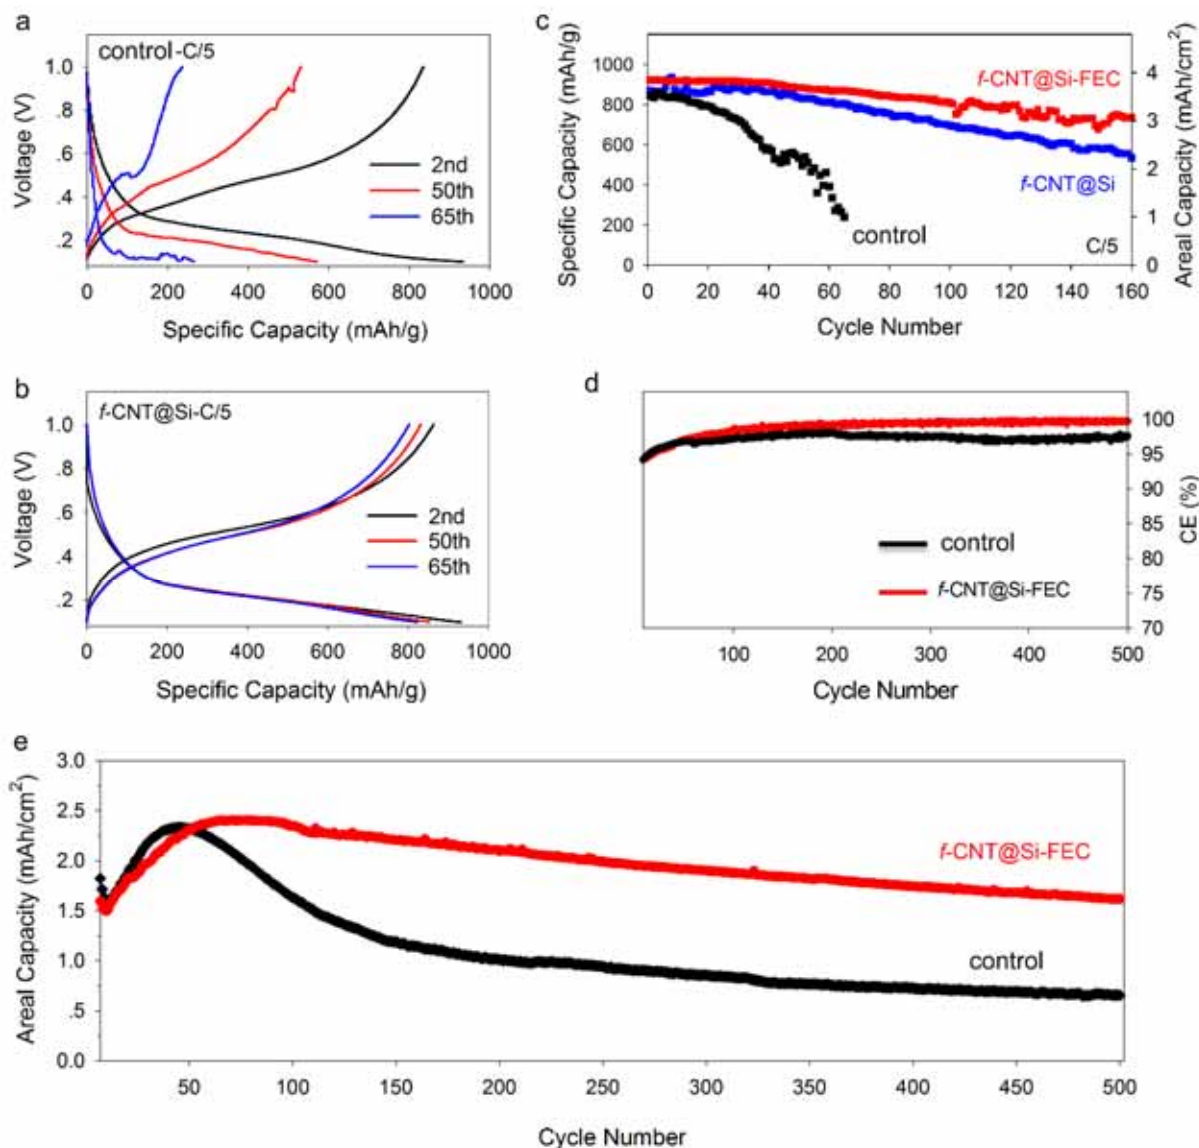 a
control-C/5
Voltage (V)
1.0
.8
.6
.4
.2
2nd
50th
65th
0 200 400 600 800 1000
Specific Capacity (mAh/g)
c
Specific Capacity (mAh/g)
1000
800
600
400
200
0
f-CNT@Si-FEC
f-CNT@Si
control
C/5
4
3
2
1
0
Areal Capacity (mAh/cm²)
0 20 40 60 80 100 120 140 160
Cycle Number
b
f-CNT@Si-C/5
Voltage (V)
1.0
.8
.6
.4
.2
2nd
50th
65th
0 200 400 600 800 1000
Specific Capacity (mAh/g)
d
control
f-CNT@Si-FEC
100
95
90
85
80
75
70
CE (%)
100 200 300 400 500
Cycle Number
e
Areal Capacity (mAh/cm²)
3.0
2.5
2.0
1.5
1.0
.5
0.0
f-CNT@Si-FEC
control
50 100 150 200 250 300 350 400 450 500
Cycle Number